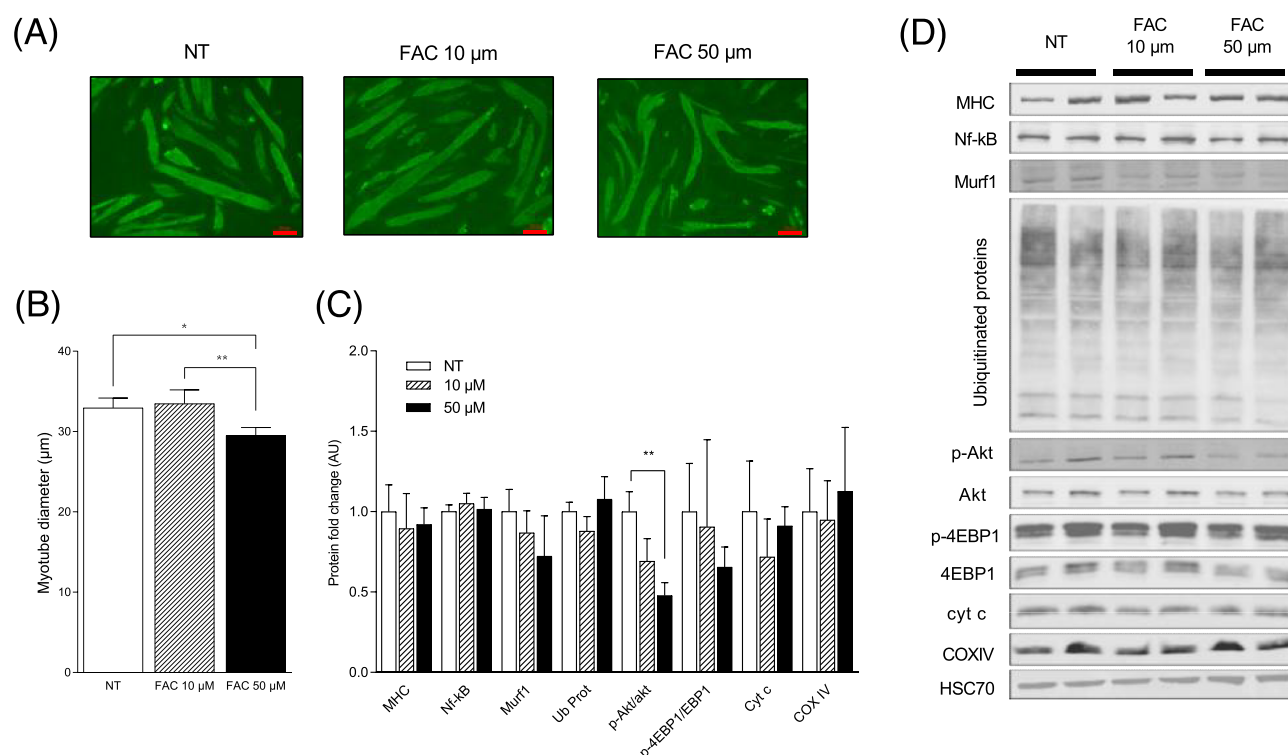 (A)
NT
FAC 10 µm
FAC 50 µm
(B)
*
**
40
30
20
10
0
Myotube diameter (µm)
NT
FAC 10 µM
FAC 50 µM
(C)
2.0
1.5
1.0
0.5
0.0
Protein fold change (AU)
NT
10 µM
50 µM
**
MHC
Nf-kB
Murf1
Ub Prot
p-Akt/akt
p-4EBP1/EBP1
Cyt c
COX IV
(D)
NT
FAC
10 µm
FAC
50 µm
MHC
Nf-kB
Murf1
Ubiquitinated proteins
p-Akt
Akt
p-4EBP1
4EBP1
cyt c
COXIV
HSC70